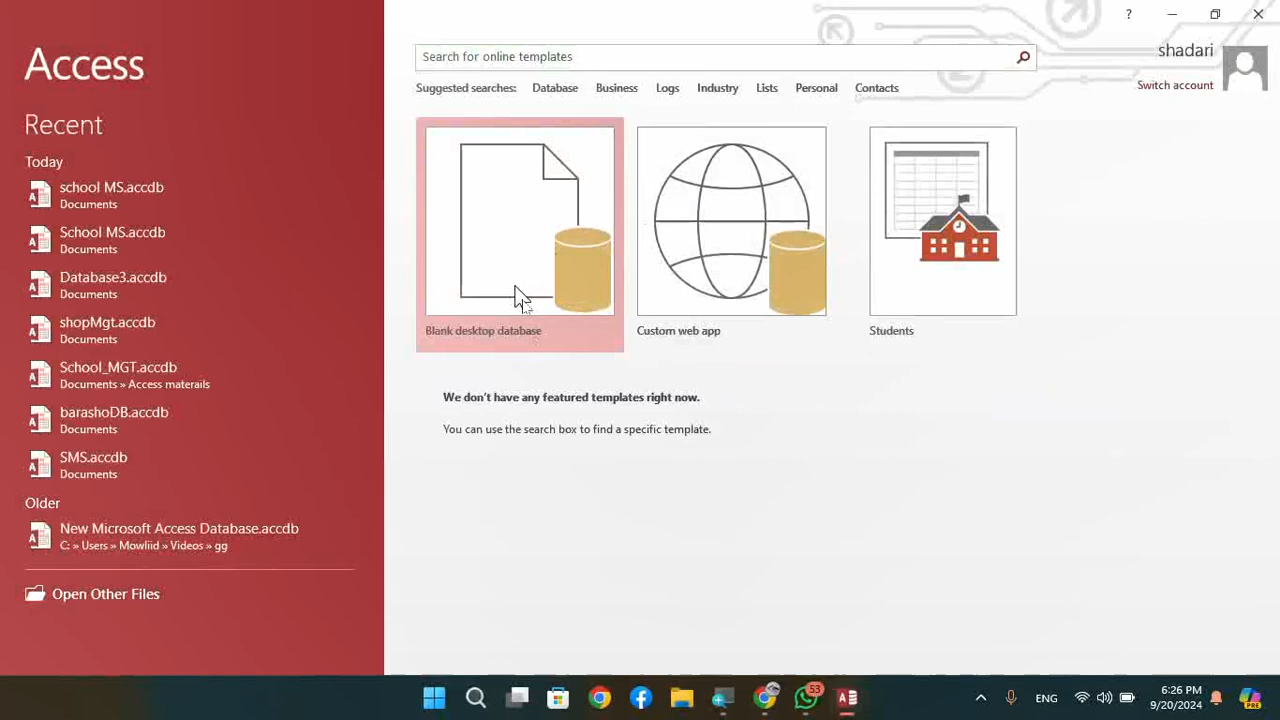 Access
Recent
Today
school MS.accdb
Documents
School MS.accdb
Documents
Database3.accdb
Documents
shopMgt.accdb
Documents
School_MGT.accdb
Documents » Access materails
barashoDB.accdb
Documents
SMS.accdb
Documents
Older
New Microsoft Access Database.accdb
C: » Users » Mowliid » Videos » gg
Open Other Files
?
shadari
Switch account
Search for online templates
Suggested searches: Database Business Logs Industry Lists Personal Contacts
Blank desktop database
Custom web app
Students
We don't have any featured templates right now.
You can use the search box to find a specific template.
53
ENG
6:26 PM
9/20/2024
PRE